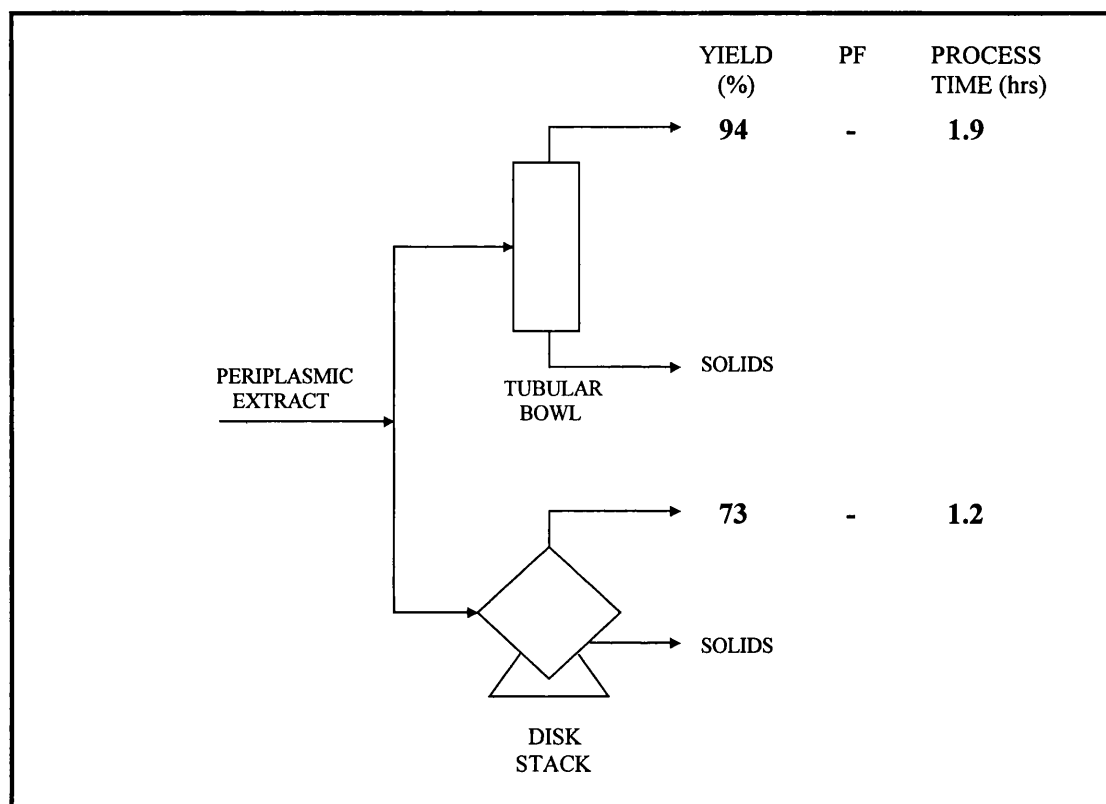 YIELD PF PROCESS
(%) TIME (hrs)
94 - 1.9
SOLIDS
PERIPLASMIC
EXTRACT
TUBULAR
BOWL
73 - 1.2
SOLIDS
DISK
STACK